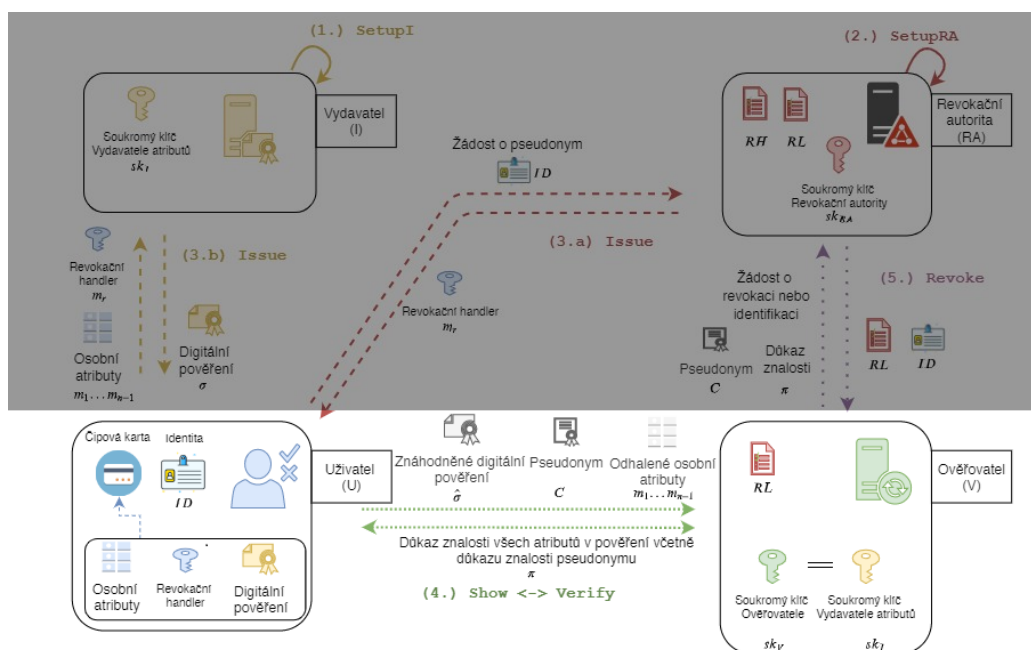 (1.) SetupI
(2.) SetupRA
Vydavatel
(I)
Soukromý klíč
Vydavatele atributů
sk_I
Revokační
autorita
(RA)
RH
RL
Soukromý klíč
Revokační autority
sk_RA
Žádost o pseudonym
ID
(3.a) Issue
Revokační handler
m_r
(3.b) Issue
Revokační
handler
m_r
Osobní
atributy
m_1...m_{n-1}
Digitální
pověření
σ
(5.) Revoke
Žádost o
revokaci nebo
identifikaci
Pseudonym
C
Důkaz
znalosti
π
RL
ID
Čipová karta
Identita
ID
Uživatel
(U)
Osobní
atributy
Revokační
handler
Digitální
pověření
Znáhodněné digitální
pověření
σ̂
Pseudonym
C
Odhalené osobní
atributy
m_1...m_{n-i}
Důkaz znalosti všech atributů v pověření včetně
důkazu znalosti pseudonymu
π
(4.) Show <-> Verify
Ověřovatel
(V)
RL
Soukromý klíč
Ověřovatele
sk_V
=
Soukromý klíč
Vydavatele atributů
sk_I